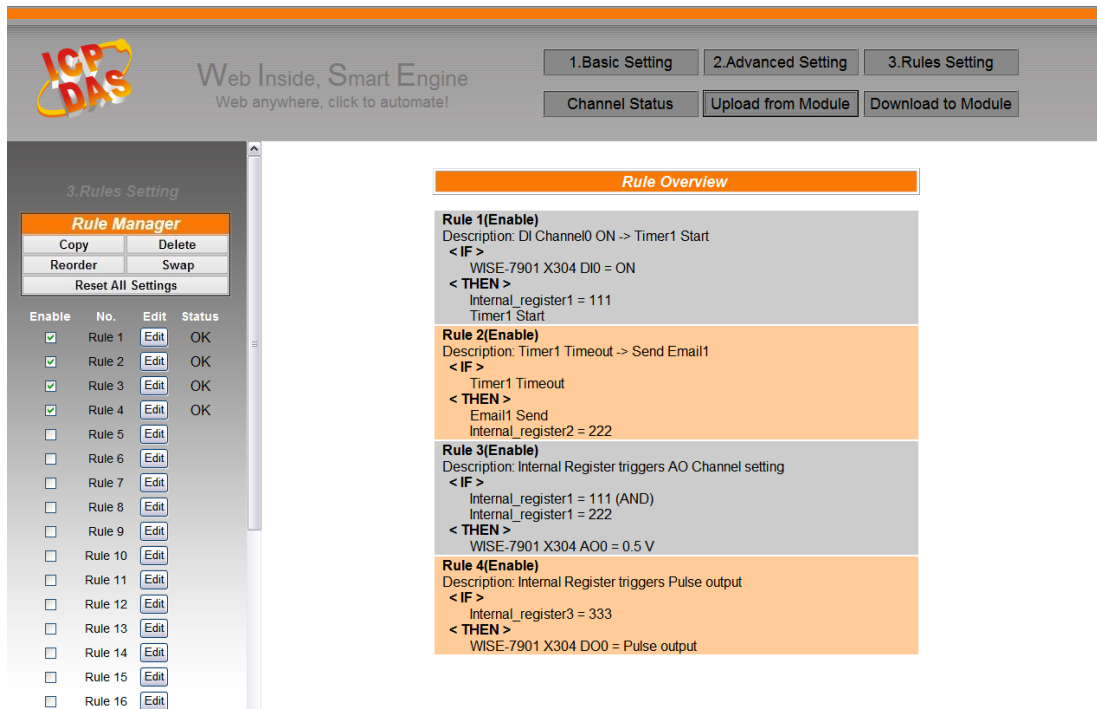 ICP
DAS
Web Inside, Smart Engine
Web anywhere, click to automate!
1.Basic Setting
2.Advanced Setting
3.Rules Setting
Channel Status
Upload from Module
Download to Module
3.Rules Setting
Rule Manager
Copy Delete
Reorder Swap
Reset All Settings
Enable No. Edit Status
Rule 1 Edit OK
Rule 2 Edit OK
Rule 3 Edit OK
Rule 4 Edit OK
Rule 5 Edit
Rule 6 Edit
Rule 7 Edit
Rule 8 Edit
Rule 9 Edit
Rule 10 Edit
Rule 11 Edit
Rule 12 Edit
Rule 13 Edit
Rule 14 Edit
Rule 15 Edit
Rule 16 Edit
Rule Overview
Rule 1(Enable)
Description: DI Channel0 ON -> Timer1 Start
< IF >
WISE-7901 X304 DI0 = ON
< THEN >
Internal_register1 = 111
Timer1 Start
Rule 2(Enable)
Description: Timer1 Timeout -> Send Email1
< IF >
Timer1 Timeout
< THEN >
Email1 Send
Internal_register2 = 222
Rule 3(Enable)
Description: Internal Register triggers AO Channel setting
< IF >
Internal_register1 = 111 (AND)
Internal_register1 = 222
< THEN >
WISE-7901 X304 AO0 = 0.5 V
Rule 4(Enable)
Description: Internal Register triggers Pulse output
< IF >
Internal_register3 = 333
< THEN >
WISE-7901 X304 DO0 = Pulse output